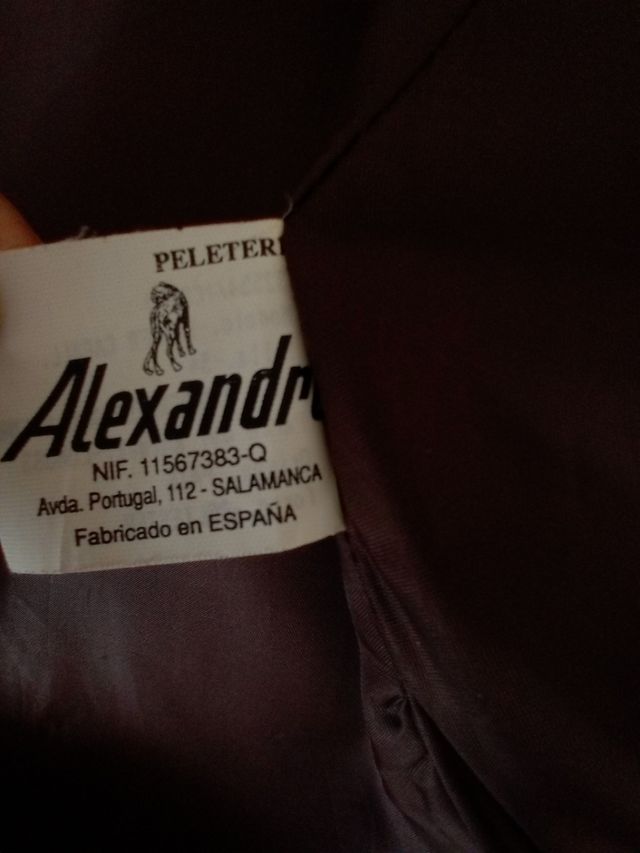 PELETERI
Alexandr
NIF. 11567383-Q
Avda. Portugal, 112 - SALAMANCA
Fabricado en ESPAÑA